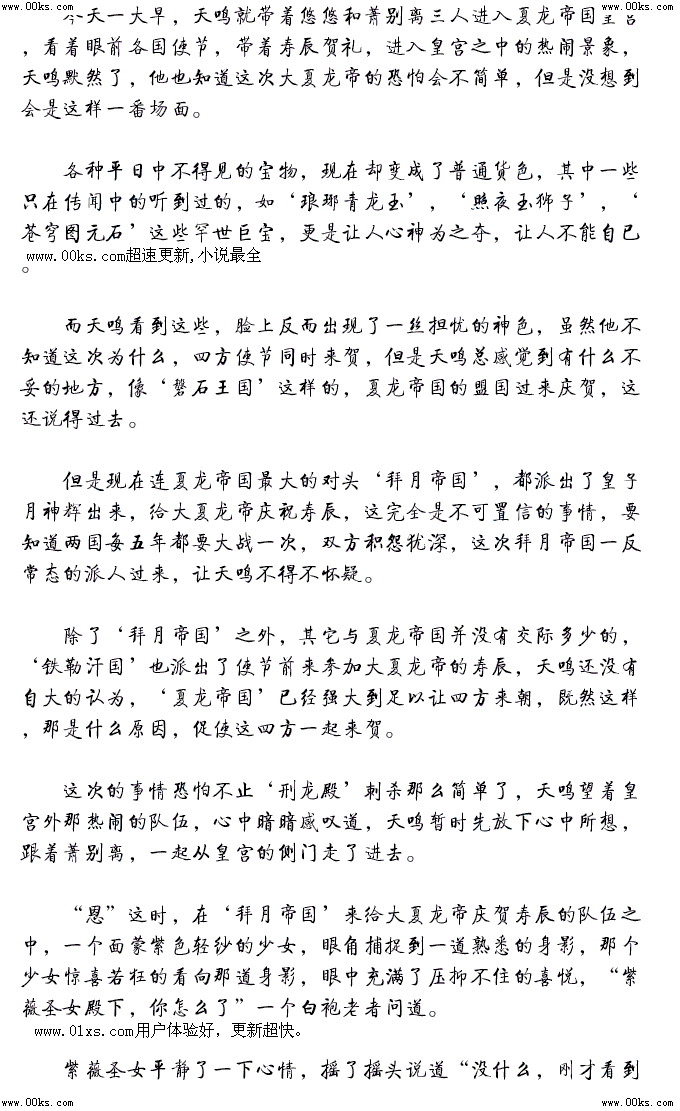 www.00ks.com www.00ks.com
今天一大早，天鸣就带着悠悠和萧别离三人进入夏龙帝国皇宫
，看着眼前各国使节，带着寿辰贺礼，进入皇宫之中的热闹景象，
天鸣默然了，他也知道这次大夏龙帝的恐怕会不简单，但是没想到
会是这样一番场面。
各种平日中不得见的宝物，现在却变成了普通货色，其中一些
只在传闻中的听到过的，如‘琅琊青龙玉’，‘照夜玉狮子’，‘
苍穹图元石’这些罕世巨宝，更是让人心神为之夺，让人不能自已
。
www.00ks.com超速更新,小说最全
而天鸣看到这些，脸上反而出现了一丝担忧的神色，虽然他不
知道这次为什么，四方使节同时来贺，但是天鸣总感觉到有什么不
妥的地方，像‘磐石王国’这样的，夏龙帝国的盟国过来庆贺，这
还说得过去。
但是现在连夏龙帝国最大的对头‘拜月帝国’，都派出了皇子
月神辉出来，给大夏龙帝庆祝寿辰，这完全是不可置信的事情，要
知道两国每五年都要大战一次，双方积怨犹深，这次拜月帝国一反
常态的派人过来，让天鸣不得不怀疑。
除了‘拜月帝国’之外，其它与夏龙帝国并没有交际多少的，
‘铁勒汗国’也派出了使节前来参加大夏龙帝的寿辰，天鸣还没有
自大的认为，‘夏龙帝国’已经强大到足以让四方来朝，既然这样
，那是什么原因，促使这四方一起来贺。
这次的事情恐怕不止‘刑龙殿’刺杀那么简单了，天鸣望着皇
宫外那热闹的队伍，心中暗暗感叹道，天鸣暂时先放下心中所想，
跟着萧别离，一起从皇宫的侧门走了进去。
“恩”这时，在‘拜月帝国’来给大夏龙帝庆贺寿辰的队伍之
中，一个面蒙紫色轻纱的少女，眼角捕捉到一道熟悉的身影，那个
少女惊喜若狂的看向那道身影，眼中充满了压抑不住的喜悦，“紫
薇圣女殿下，你怎么了”一个白袍老者问道。
www.01xs.com用户体验好，更新超快。
紫薇圣女平静了一下心情，摇了摇头说道“没什么，刚才看到
www.00ks.com www.00ks.com